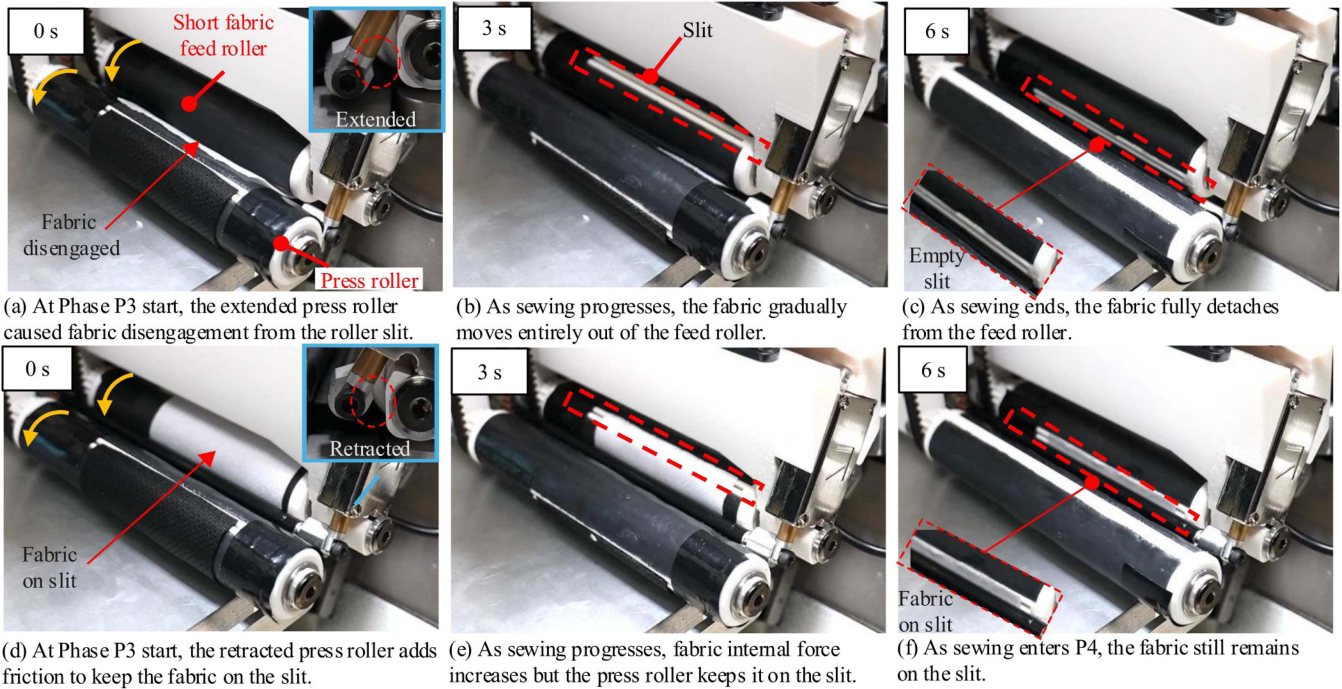 0 s
Short fabric
feed roller
Extended
Fabric
disengaged
Press roller
3 s
Slit
6 s
Empty
slit
(a) At Phase P3 start, the extended press roller
caused fabric disengagement from the roller slit.
(b) As sewing progresses, the fabric gradually
moves entirely out of the feed roller.
(c) As sewing ends, the fabric fully detaches
from the feed roller.
0 s
Retracted
Fabric
on slit
3 s
6 s
Fabric
on slit
(d) At Phase P3 start, the retracted press roller adds
friction to keep the fabric on the slit.
(e) As sewing progresses, fabric internal force
increases but the press roller keeps it on the slit.
(f) As sewing enters P4, the fabric still remains
on the slit.